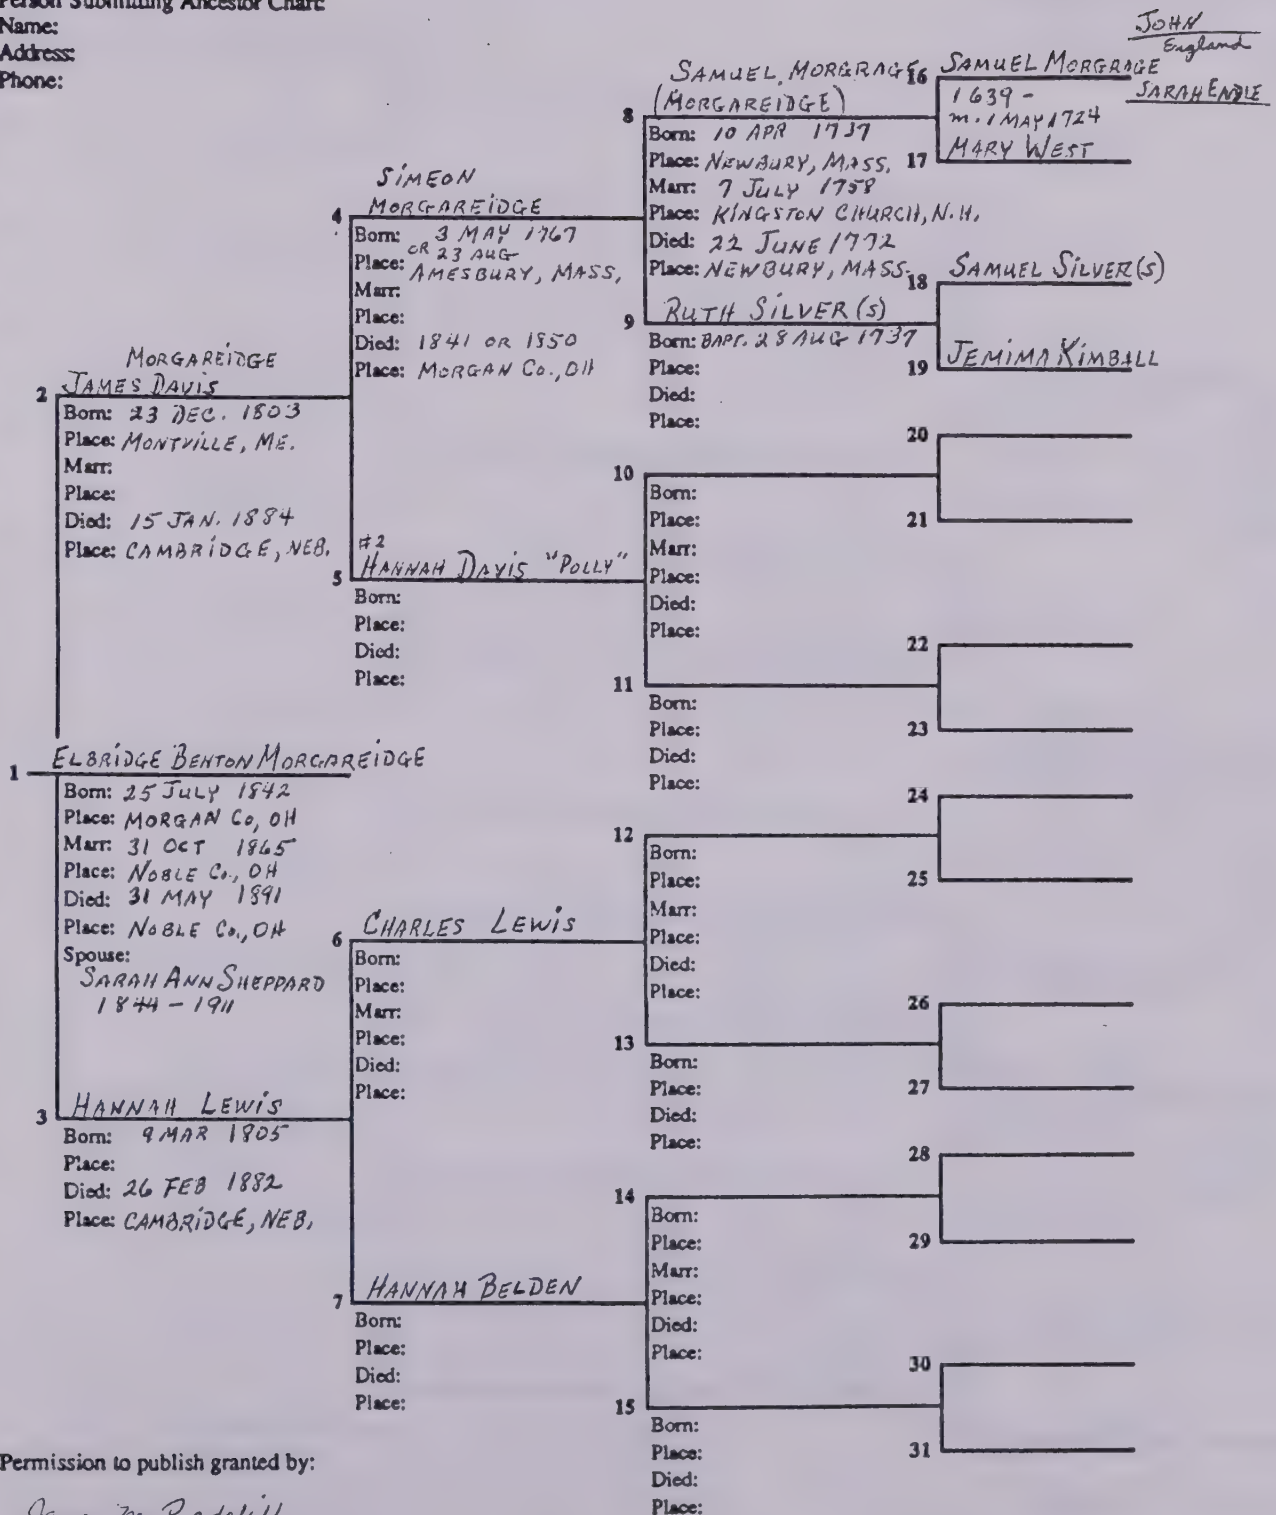 Person Submitting Ancestor Chart:
Name:
Address:
Phone:
JOHN
England
SARAH ENDLE
16 SAMUEL MORGRAGE
1639 -
m. 1 MAY 1724
17 MARY WEST
SAMUEL MORGRAGE
8 (MORGAREIDGE)
Born: 10 APR 1737
Place: NEWBURY, MASS.
Marr: 7 JULY 1758
Place: KINGSTON CHURCH, N.H.
Died: 22 JUNE 1772
Place: NEWBURY, MASS.
18 SAMUEL SILVER(S)
9 RUTH SILVER(S)
Born: BAPT. 28 AUG 1737
Place:
Died:
Place:
19 JEMIMA KIMBALL
SIMEON
4 MORGAREIDGE
Born: 3 MAY 1767
OR 23 AUG
Place: AMESBURY, MASS,
Marr:
Place:
Died: 1841 OR 1850
Place: MORGAN CO., OH
MORGAREIDGE
2 JAMES DAVIS
Born: 23 DEC. 1803
Place: MONTVILLE, ME.
Marr:
Place:
Died: 15 JAN. 1884
Place: CAMBRIDGE, NEB.
#2
5 HANNAH DAVIS "POLLY"
Born:
Place:
Died:
Place:
20
10
Born:
Place:
Marr:
Place:
Died:
Place:
21
22
11
Born:
Place:
Died:
Place:
23
1 ELBRIDGE BENTON MORGAREIDGE
Born: 25 JULY 1842
Place: MORGAN CO, OH
Marr: 31 OCT 1865
Place: NOBLE CO., OH
Died: 31 MAY 1891
Place: NOBLE CO., OH
Spouse:
SARAH ANN SHEPPARD
1844 - 1911
24
12
Born:
Place:
Marr:
Place:
Died:
Place:
25
6 CHARLES LEWIS
Born:
Place:
Marr:
Place:
Died:
Place:
26
13
Born:
Place:
Died:
Place:
27
3 HANNAH LEWIS
Born: 9 MAR 1805
Place:
Died: 26 FEB 1882
Place: CAMBRIDGE, NEB.
28
14
Born:
Place:
Marr:
Place:
Died:
Place:
29
7 HANNAH BELDEN
Born:
Place:
Died:
Place:
30
15
Born:
Place:
Died:
Place:
31
Permission to publish granted by: